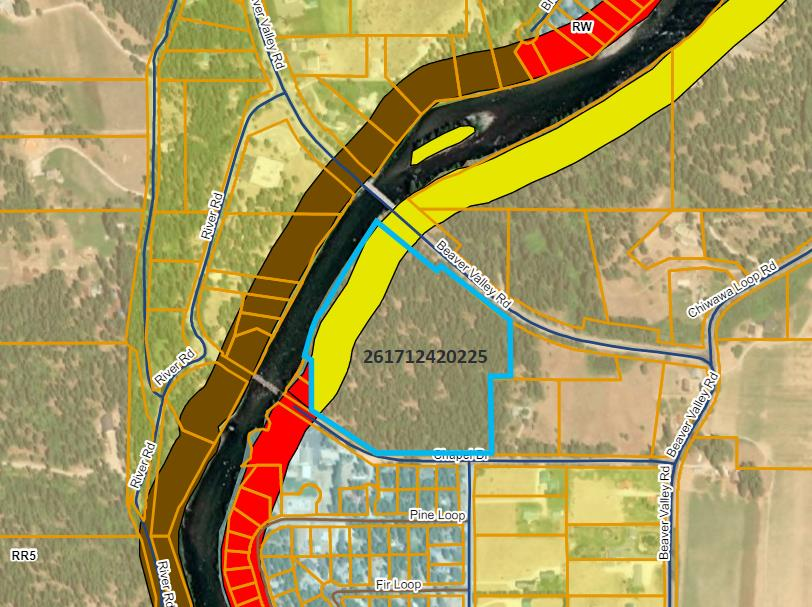 RW
Beaver Valley Rd
River Rd
Beaver Valley Rd
Chiwawa Loop Rd
261712420225
River Rd
Beaver Valley Rd
River Rd
Chapel Dr
Beaver Valley Rd
Pine Loop
RR5
River Rd
Fir Loop